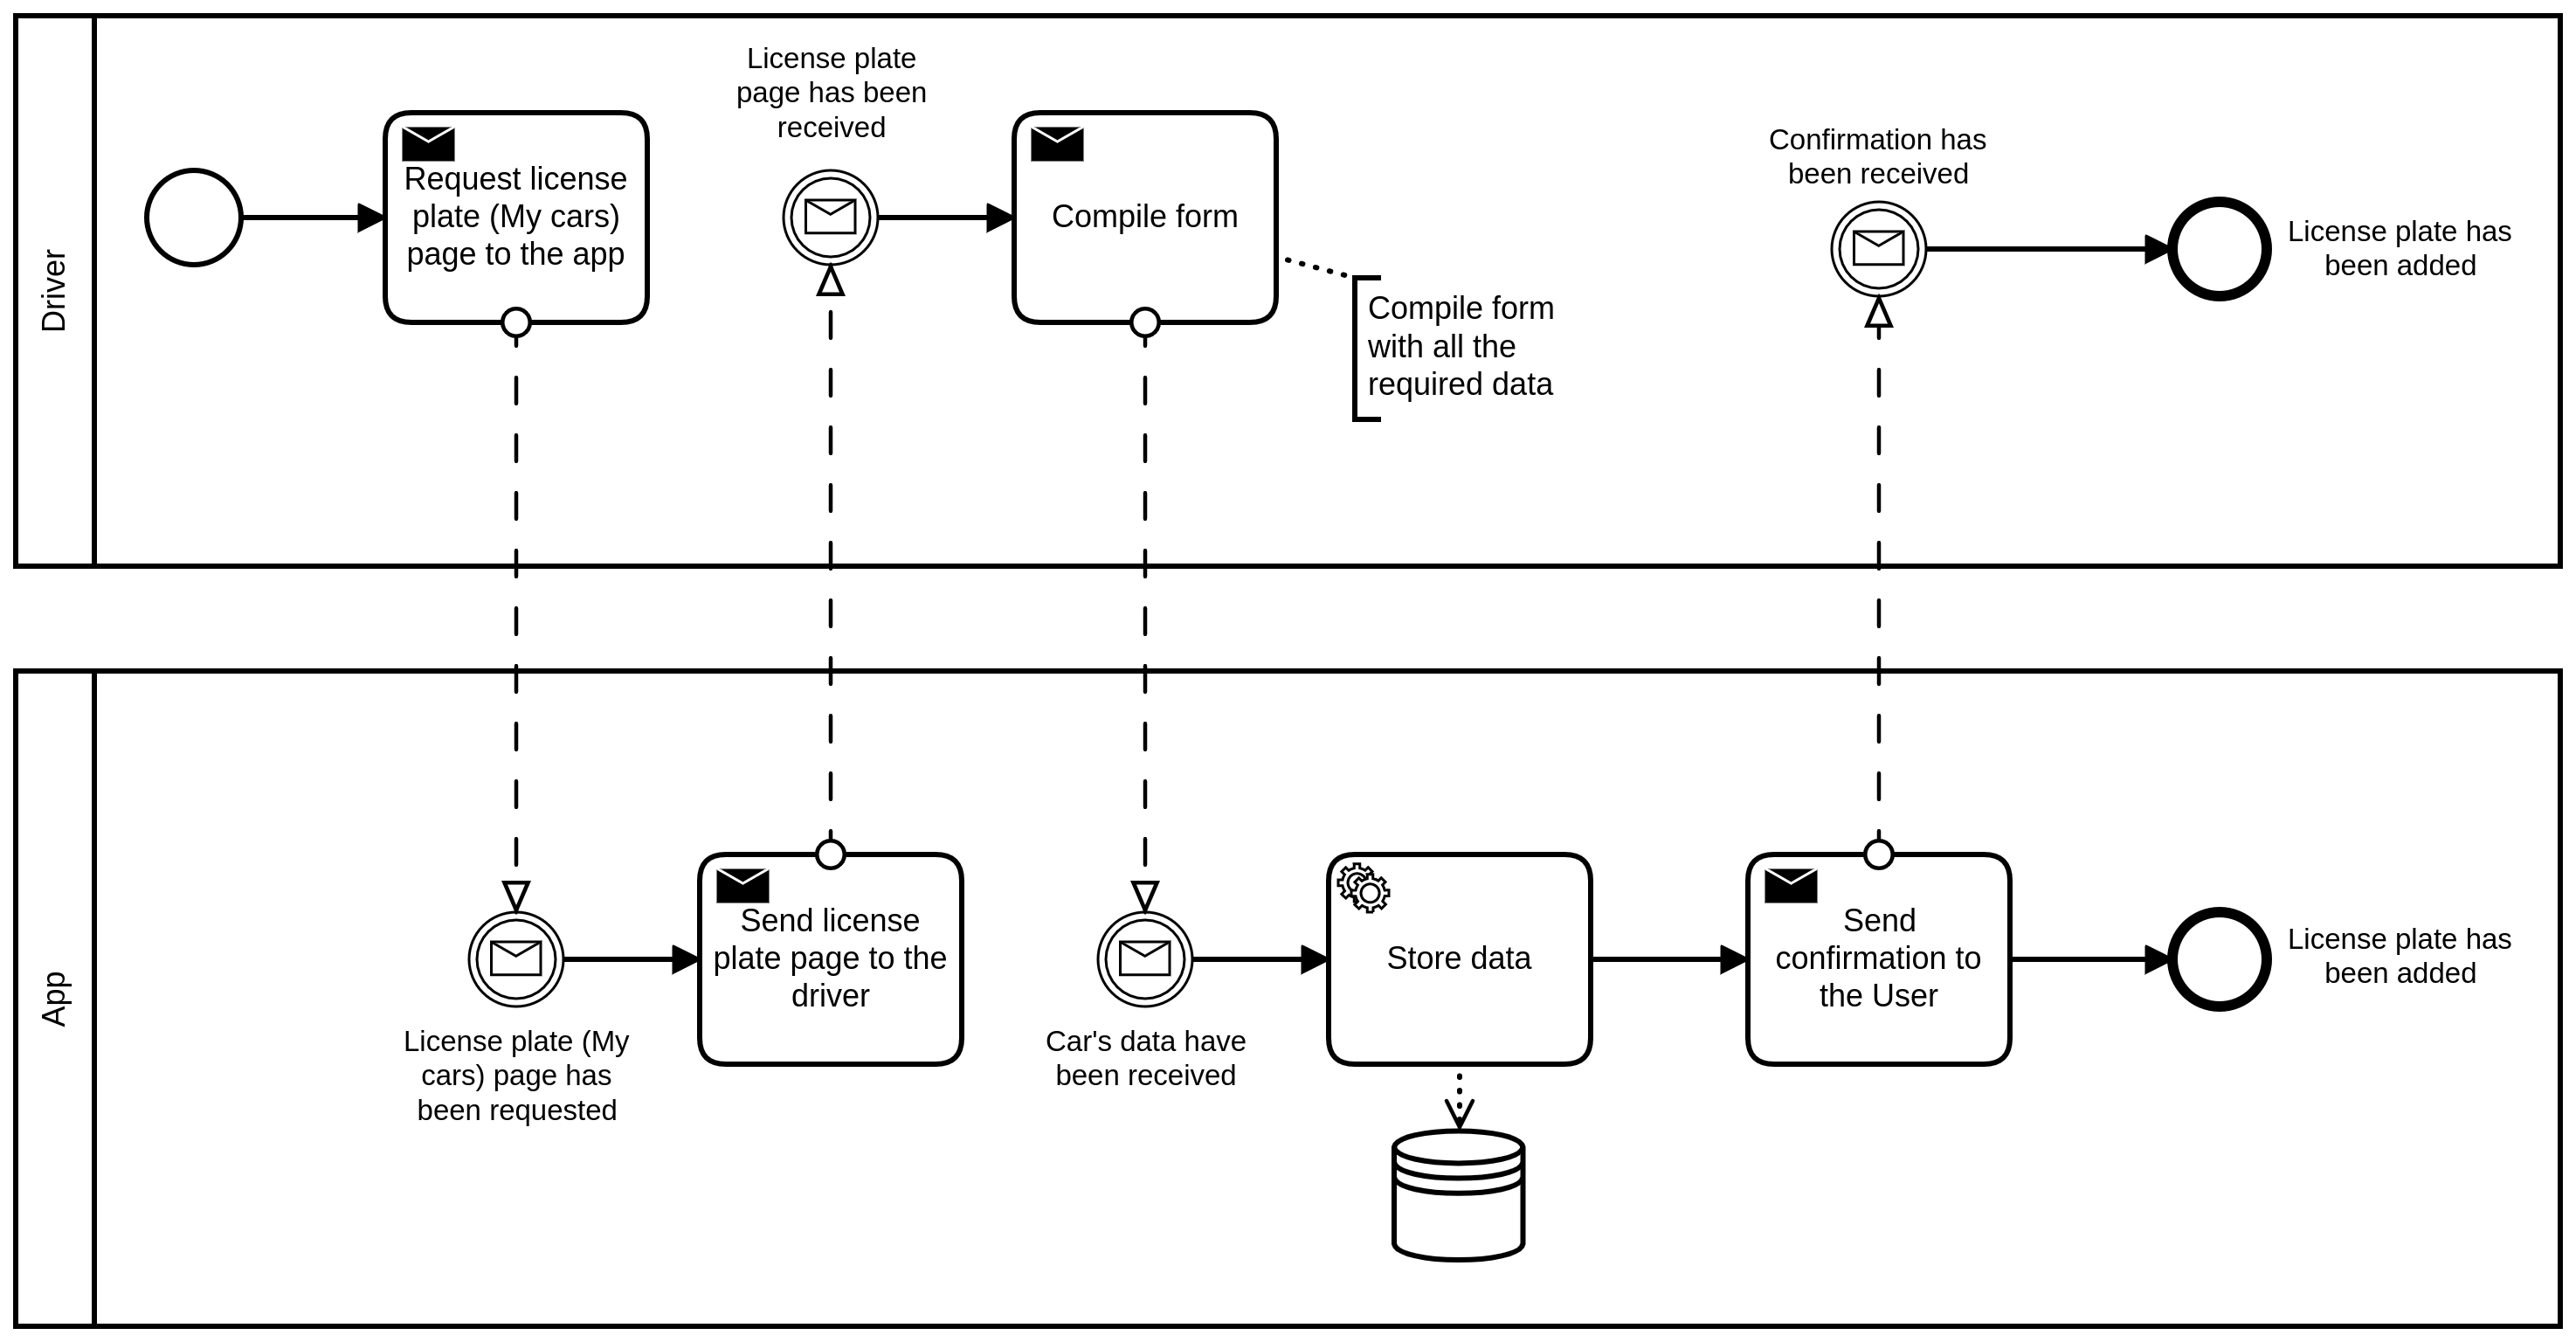 Driver
Request license
plate (My cars)
page to the app
License plate
page has been
received
Compile form
Compile form
with all the
required data
Confirmation has
been received
License plate has
been added
App
License plate (My
cars) page has
been requested
Send license
plate page to the
driver
Car's data have
been received
Store data
Send
confirmation to
the User
License plate has
been added